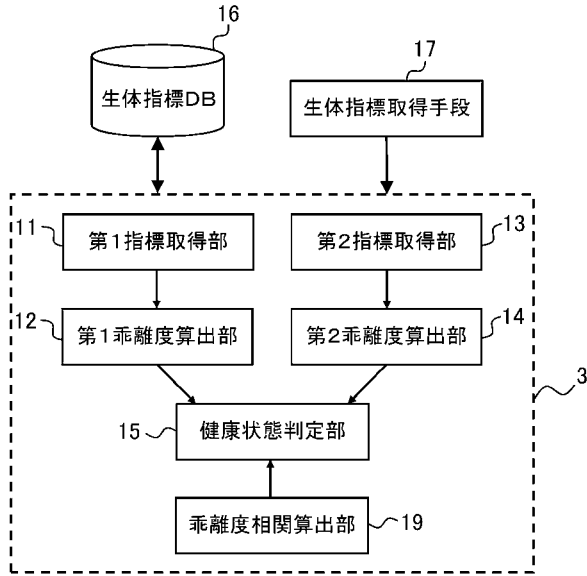 16
生体指標DB
17
生体指標取得手段
11
第1指標取得部
第2指標取得部
13
12
第1乖離度算出部
第2乖離度算出部
14
3
15
健康状態判定部
乖離度相関算出部
19